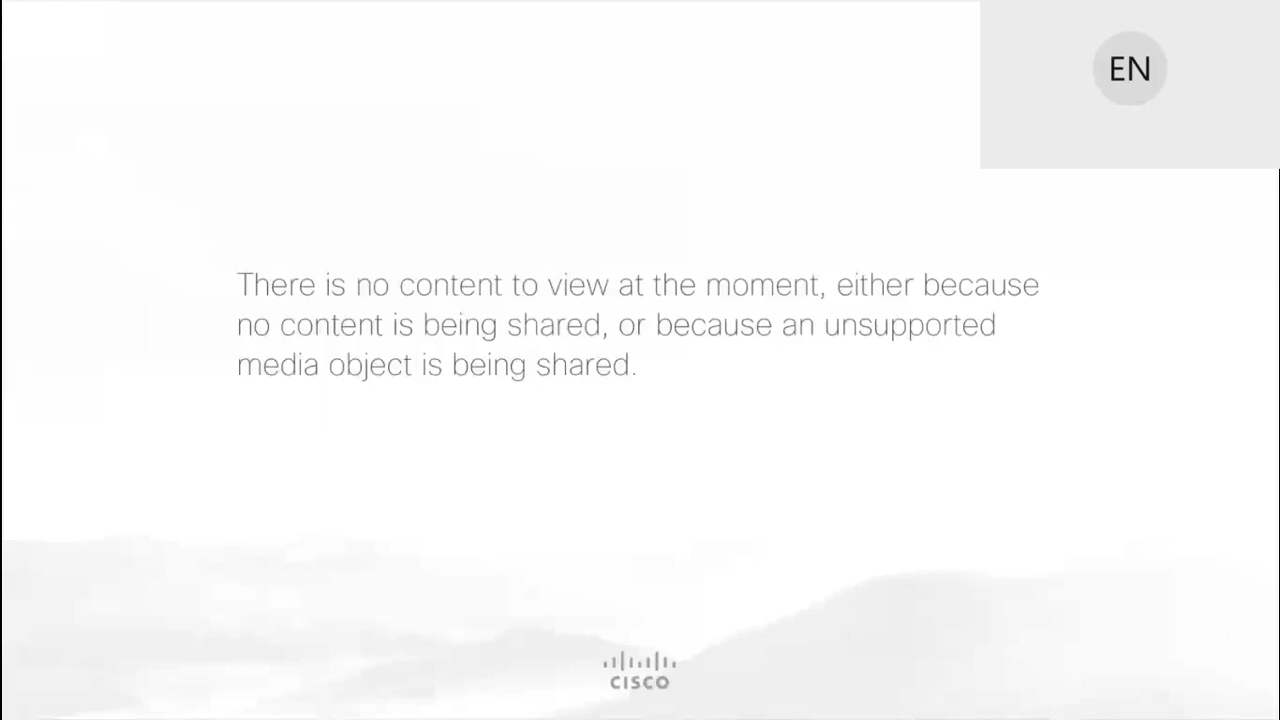 EN
There is no content to view at the moment, either because
no content is being shared, or because an unsupported
media object is being shared.
CISCO